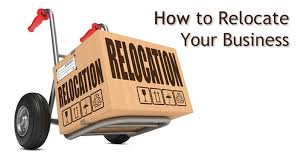 How to Relocate
Your Business
RELOCATION
RELOCATION